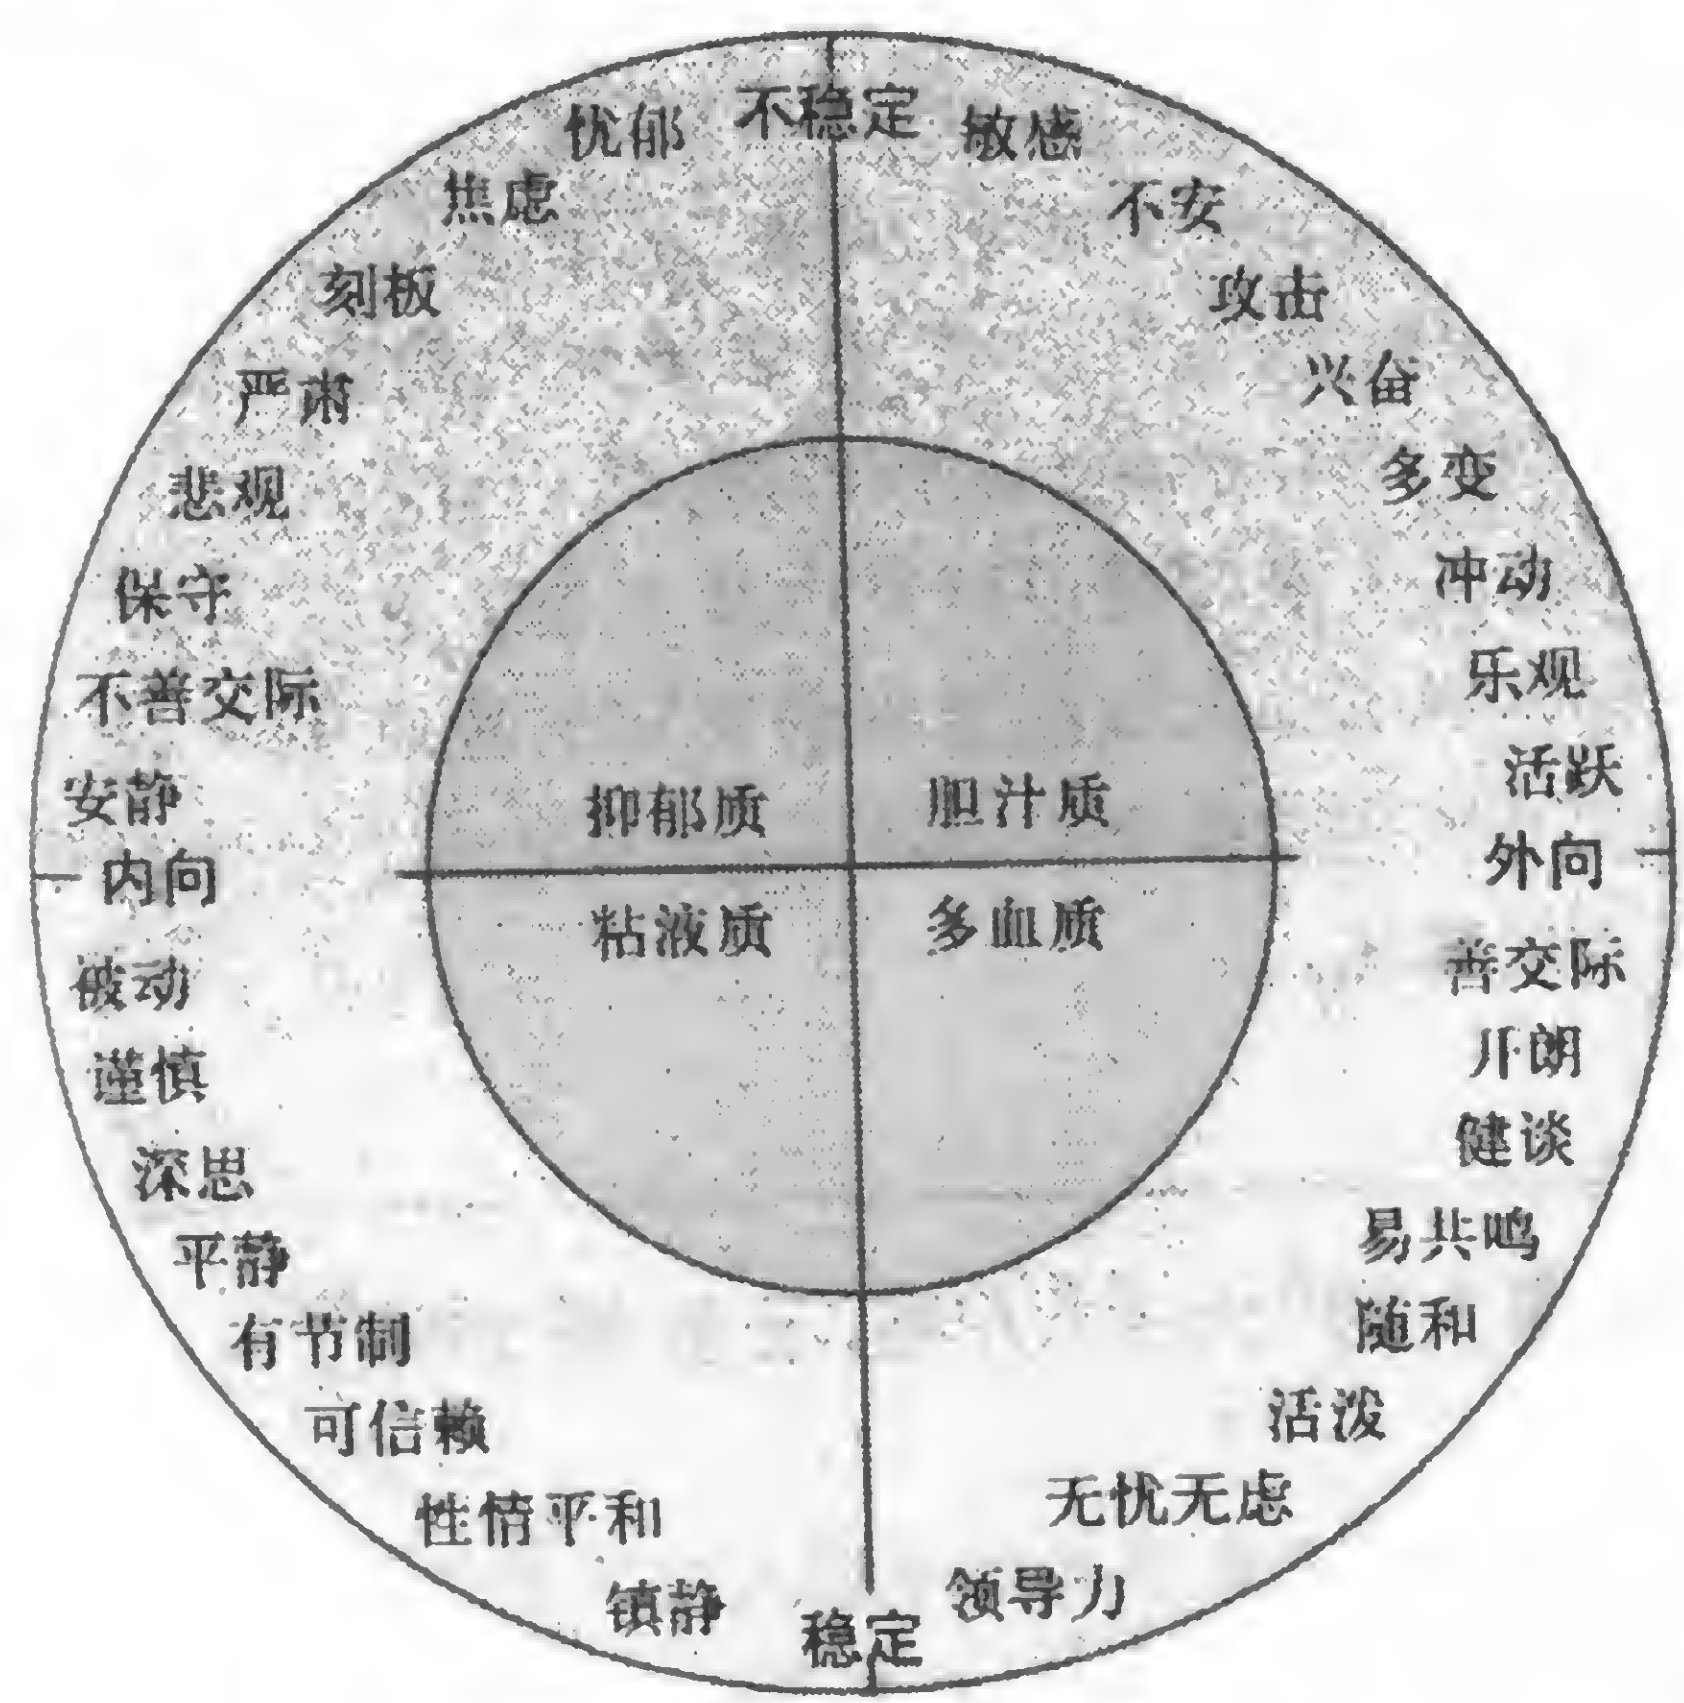 不稳定
忧郁
敏感
焦虑
不安
刻板
攻击
严肃
兴奋
悲观
多变
保守
冲动
不善交际
乐观
安静
活跃
抑郁质
胆汁质
内向
外向
粘液质
多血质
被动
善交际
谨慎
开朗
深思
健谈
平静
易共鸣
有节制
随和
可信赖
活泼
性情平和
无忧无虑
镇静
领导力
稳定